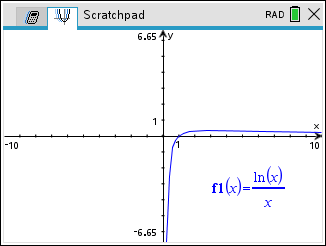 Scratchpad RAD
6.65 y
1
x
-10 1 10
f1(x)=ln(x)/x
-6.65